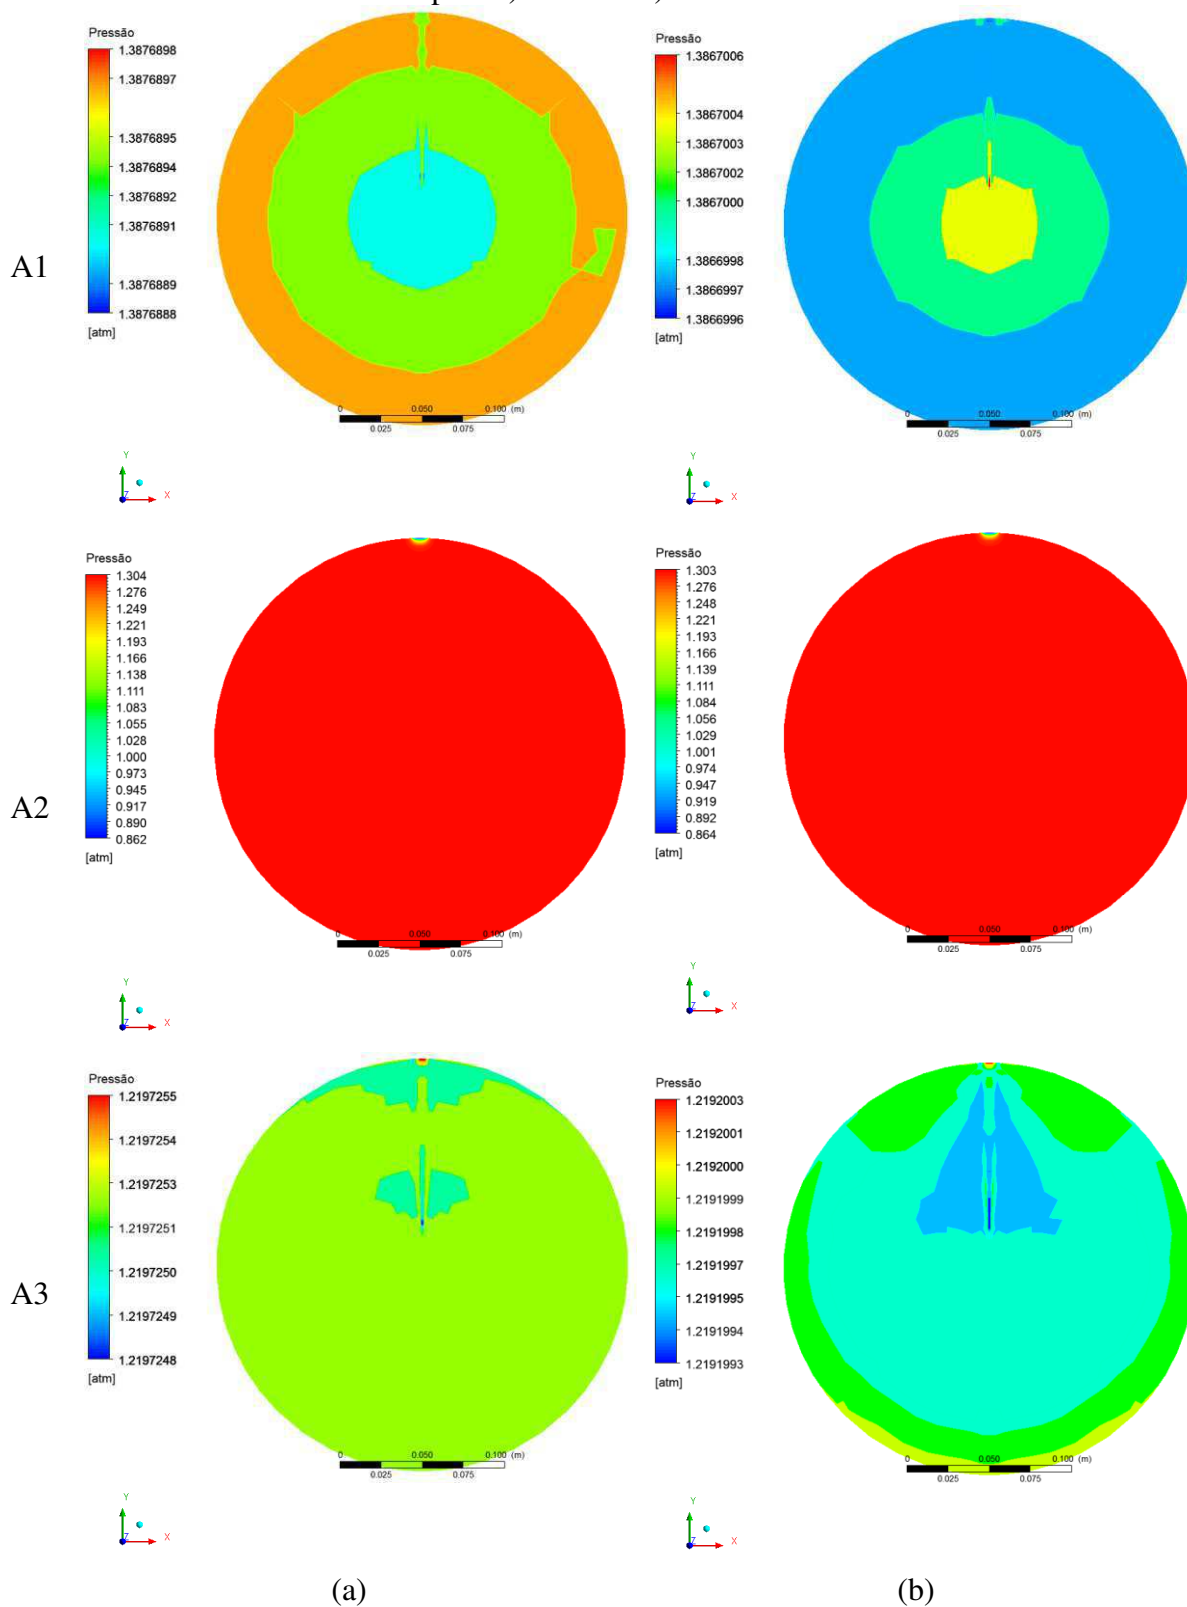 Pressão
1.3876898
1.3876897
1.3876895
1.3876894
1.3876892
1.3876891
1.3876889
1.3876888
[atm]
0 0.050 0.100 (m)
0.025 0.075
Y
Z X
Pressão
1.3867006
1.3867004
1.3867003
1.3867002
1.3867000
1.3866998
1.3866997
1.3866996
[atm]
0 0.050 0.100 (m)
0.025 0.075
Y
Z X
A1
Pressão
1.304
1.276
1.249
1.221
1.193
1.166
1.138
1.111
1.083
1.055
1.028
1.000
0.973
0.945
0.917
0.890
0.862
[atm]
0 0.050 0.100 (m)
0.025 0.075
Y
Z X
Pressão
1.303
1.276
1.248
1.221
1.193
1.166
1.139
1.111
1.084
1.056
1.029
1.001
0.974
0.947
0.919
0.892
0.864
[atm]
0 0.050 0.100 (m)
0.025 0.075
Y
Z X
A2
Pressão
1.2197255
1.2197254
1.2197253
1.2197251
1.2197250
1.2197249
1.2197248
[atm]
0 0.050 0.100 (m)
0.025 0.075
Y
Z X
Pressão
1.2192003
1.2192001
1.2192000
1.2191999
1.2191998
1.2191997
1.2191995
1.2191994
1.2191993
[atm]
0 0.050 0.100 (m)
0.025 0.075
Y
Z X
A3
(a) (b)